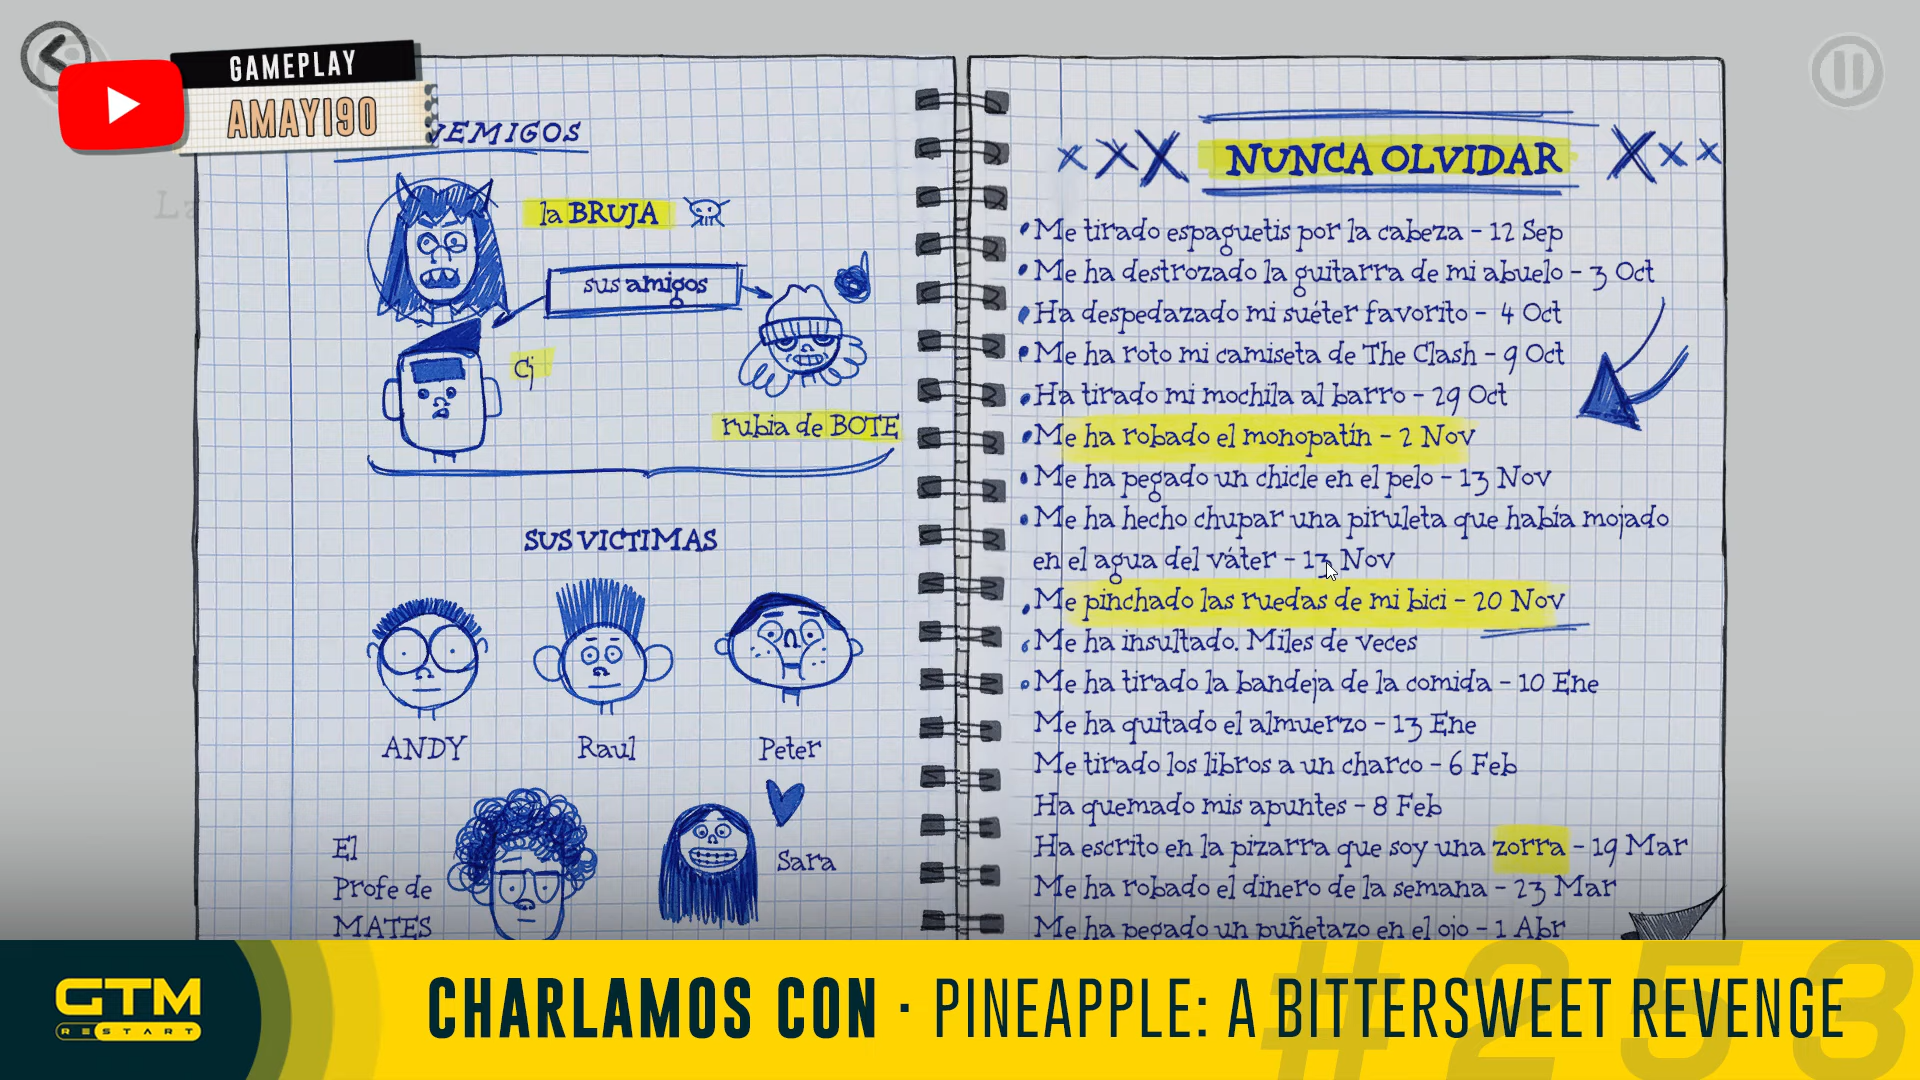 GAMEPLAY
AMAYI90
NEMIGOS
la BRUJA
sus amigos
Cj
rubia de BOTE
SUS VICTIMAS
ANDY
Raul
Peter
El
Profe de
MATES
Sara
NUNCA OLVIDAR
Me tirado espaguetis por la cabeza - 12 Sep
Me ha destrozado la guitarra de mi abuelo - 3 Oct
Ha despedazado mi suéter favorito - 4 Oct
Me ha roto mi camiseta de The Clash - 9 Oct
Ha tirado mi mochila al barro - 29 Oct
Me ha robado el monopatín - 2 Nov
Me ha pegado un chicle en el pelo - 13 Nov
Me ha hecho chupar una piruleta que había mojado
en el agua del váter - 13 Nov
Me pinchado las ruedas de mi bici - 20 Nov
Me ha insultado. Miles de veces
Me ha tirado la bandeja de la comida - 10 Ene
Me ha quitado el almuerzo - 13 Ene
Me tirado los libros a un charco - 6 Feb
Ha quemado mis apuntes - 8 Feb
Ha escrito en la pizarra que soy una zorra - 19 Mar
Me ha robado el dinero de la semana - 23 Mar
Me ha pegado un puñetazo en el ojo - 1 Abr
GTM
RESTART
CHARLAMOS CON · PINEAPPLE: A BITTERSWEET REVENGE
#253